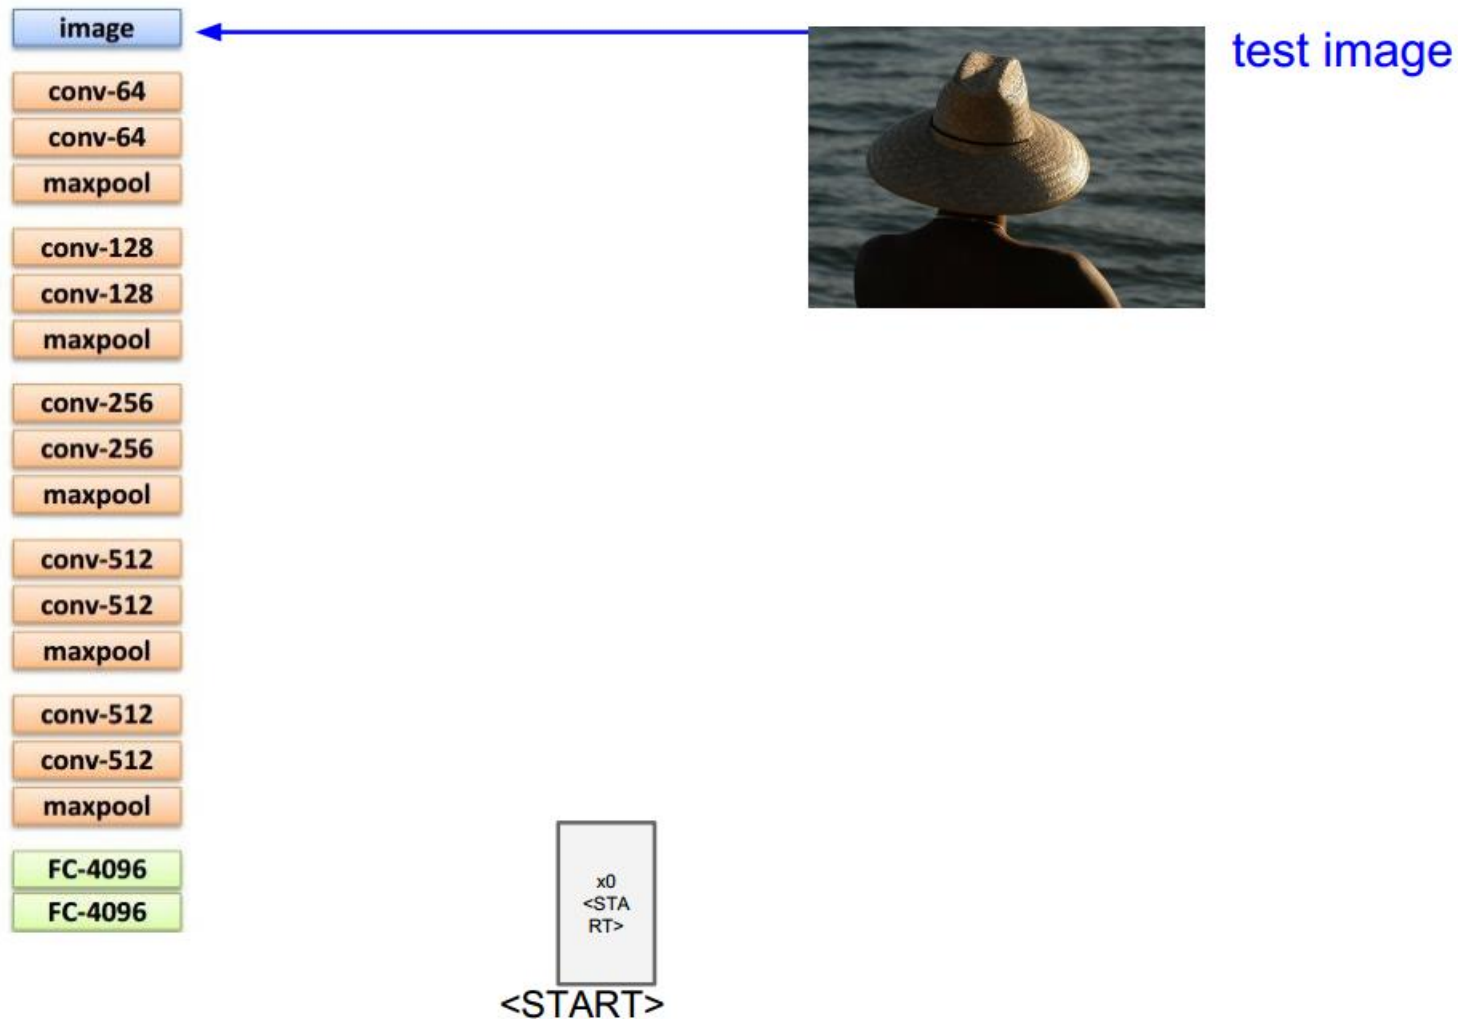 image
test image
conv-64
conv-64
maxpool
conv-128
conv-128
maxpool
conv-256
conv-256
maxpool
conv-512
conv-512
maxpool
conv-512
conv-512
maxpool
FC-4096
FC-4096
x0
<STA
RT>
<START>